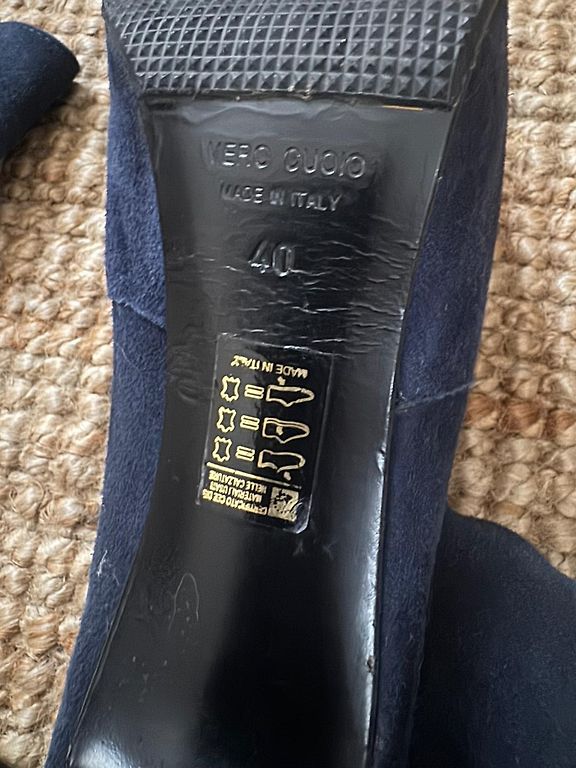 VERO CUOIO
MADE IN ITALY
40
MADE IN ITALY
CERTIFICATO CEE DEI
MATERIALI USATI
NELLE CALZATURE